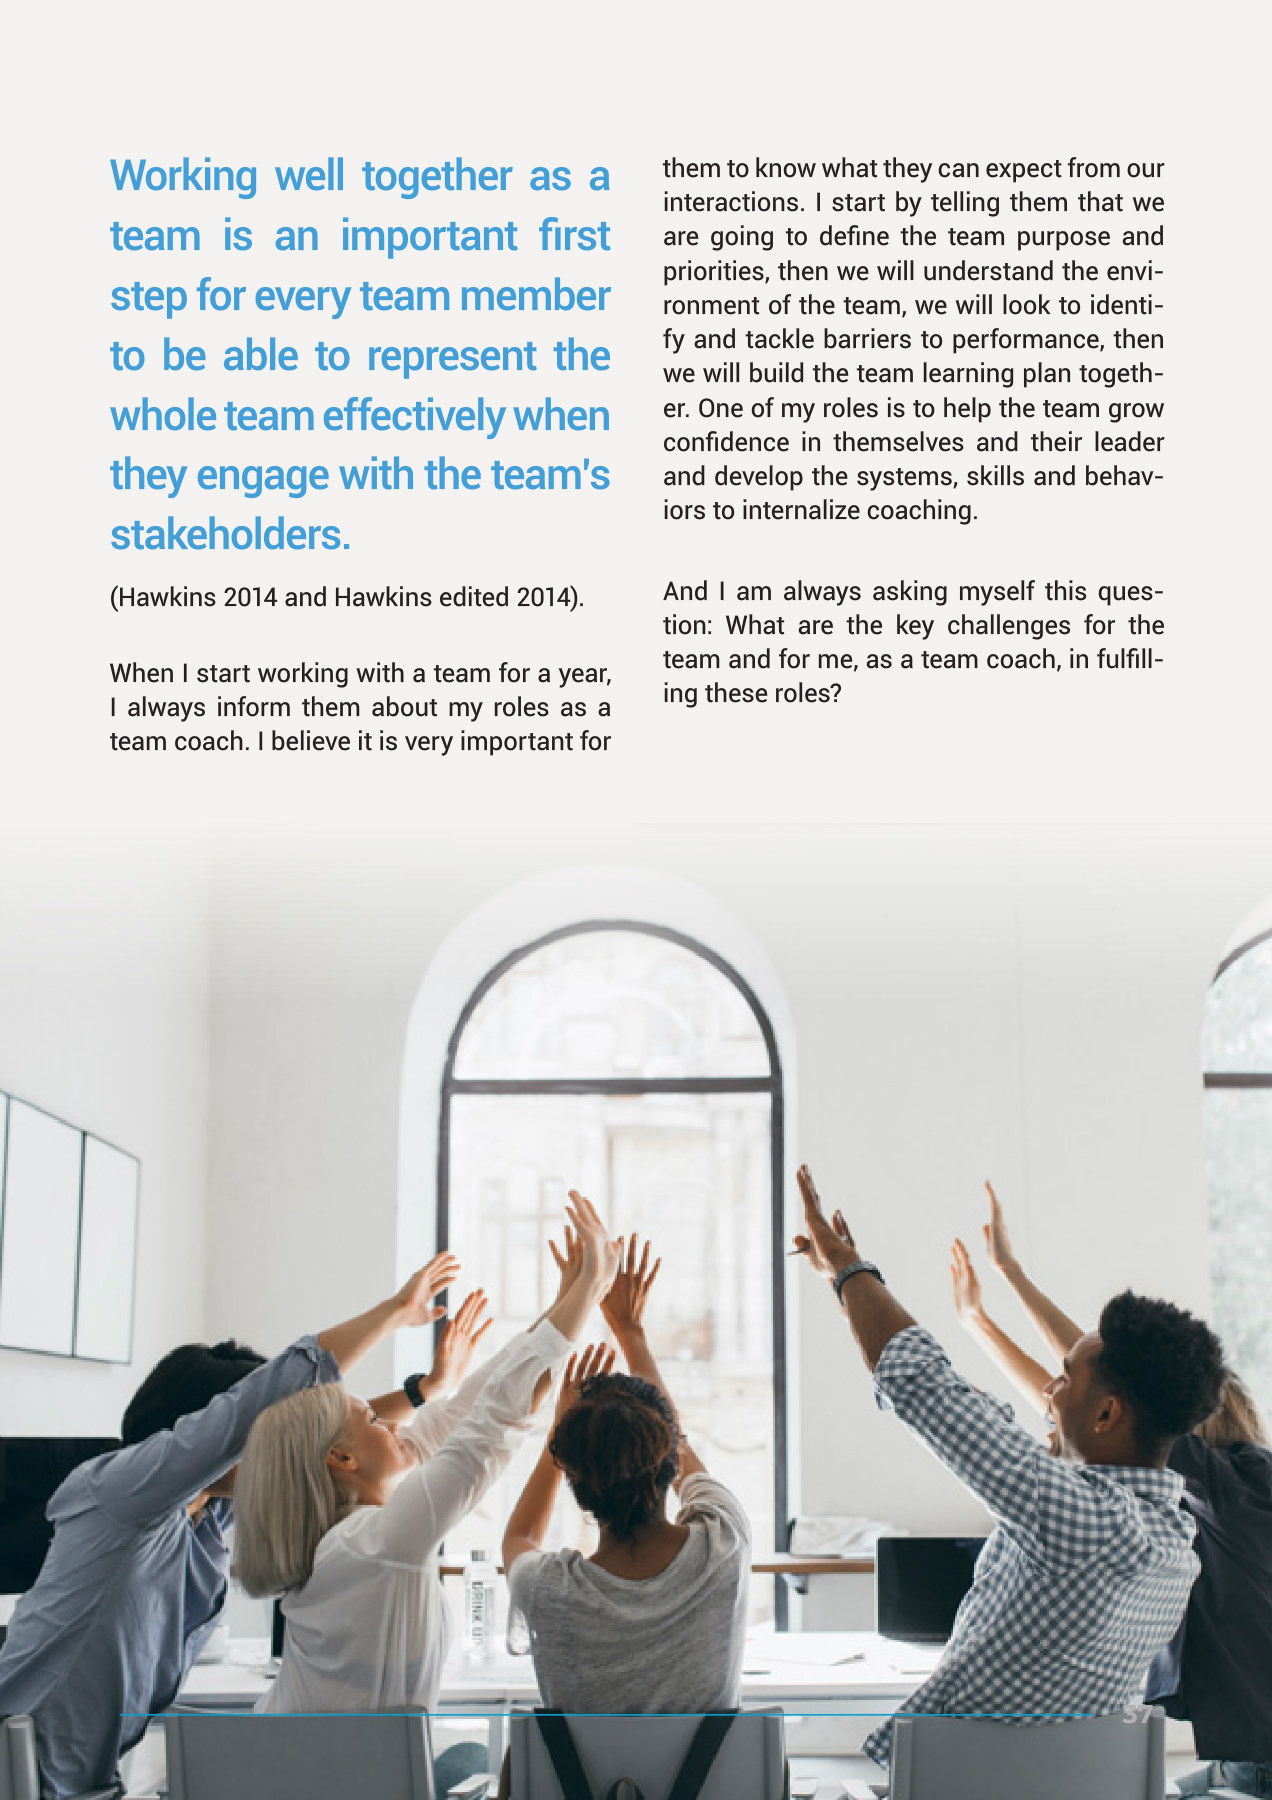 Working well together as a
team is an important first
step for every team member
to be able to represent the
whole team effectively when
they engage with the team's
stakeholders.
(Hawkins 2014 and Hawkins edited 2014).
When I start working with a team for a year,
I always inform them about my roles as a
team coach. I believe it is very important for
them to know what they can expect from our
interactions. I start by telling them that we
are going to define the team purpose and
priorities, then we will understand the envi-
ronment of the team, we will look to identi-
fy and tackle barriers to performance, then
we will build the team learning plan togeth-
er. One of my roles is to help the team grow
confidence in themselves and their leader
and develop the systems, skills and behav-
iors to internalize coaching.
And I am always asking myself this ques-
tion: What are the key challenges for the
team and for me, as a team coach, in fulfill-
ing these roles?
DRINK
37